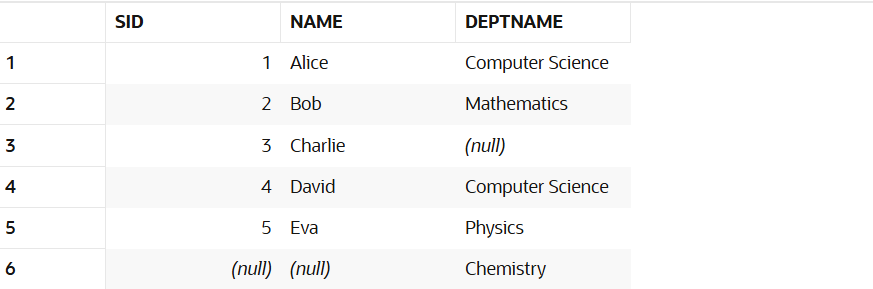 SID NAME DEPTNAME
1 1 Alice Computer Science
2 2 Bob Mathematics
3 3 Charlie (null)
4 4 David Computer Science
5 5 Eva Physics
6 (null) (null) Chemistry